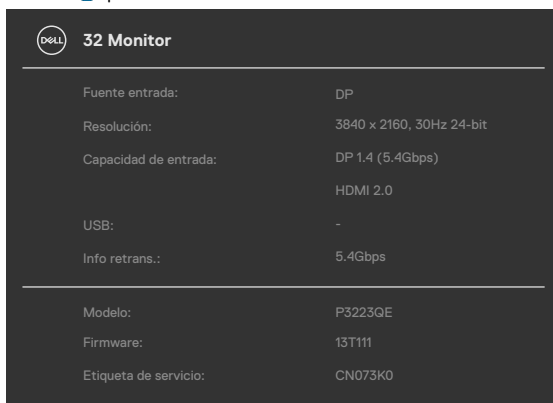 DELL
32 Monitor
Fuente entrada: DP
Resolución: 3840 x 2160, 30Hz 24-bit
Capacidad de entrada: DP 1.4 (5.4Gbps)
HDMI 2.0
USB: -
Info retrans.: 5.4Gbps
Modelo: P3223QE
Firmware: 13T111
Etiqueta de servicio: CN073K0